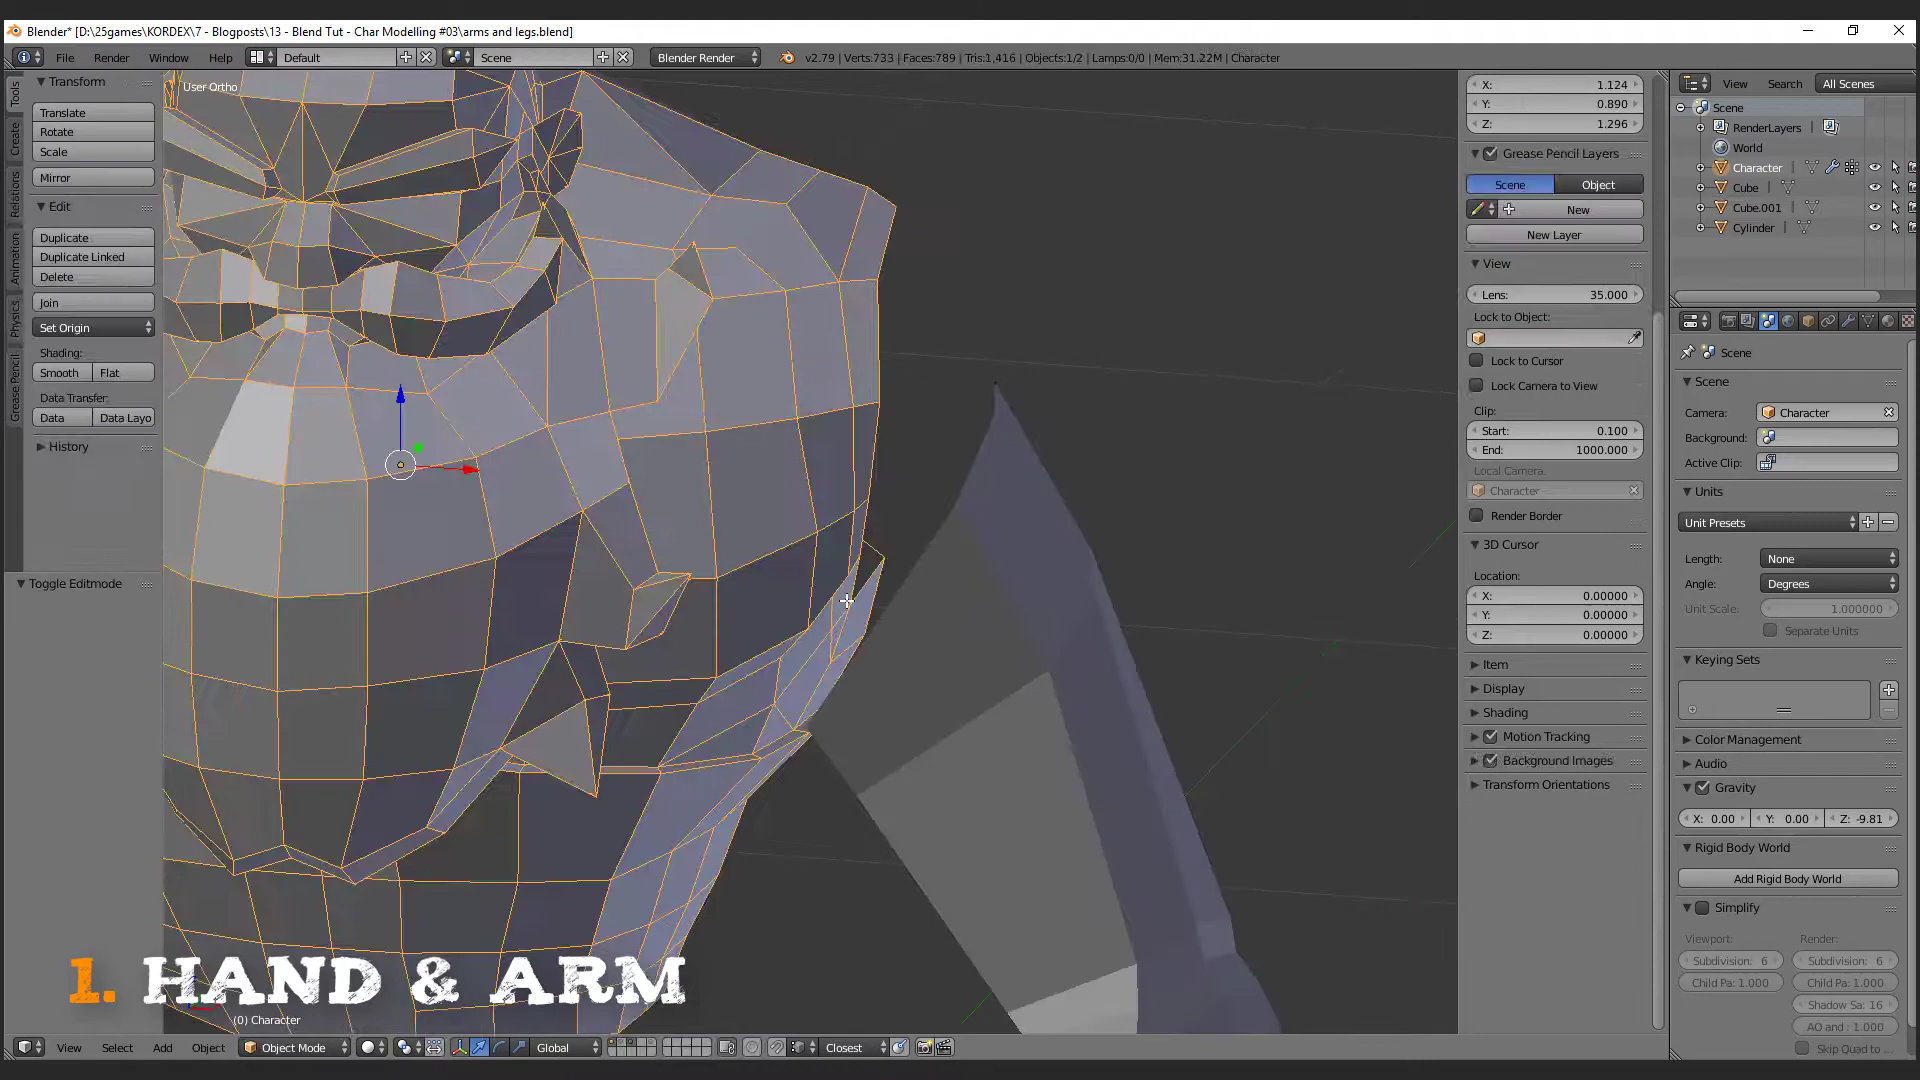 Blender* [D:\25games\KORDEX\7 - Blogposts\13 - Blend Tut - Char Modelling #03\arms and legs.blend]
File Render Window Help Default Scene Blender Render v2.79 | Verts:733 | Faces:789 | Tris:1,416 | Objects:1/2 | Lamps:0/0 | Mem:31.22M | Character
Tools
Create
Relations
Animation
Physics
Grease Pencil
Transform
Translate
Rotate
Scale
Mirror
Edit
Duplicate
Duplicate Linked
Delete
Join
Set Origin
Shading:
Smooth Flat
Data Transfer:
Data Data Layo
History
Toggle Editmode
User Ortho
1. HAND & ARM
(0) Character
View Select Add Object Object Mode Global Closest
X: 1.124
Y: 0.890
Z: 1.296
Grease Pencil Layers
Scene Object
New
New Layer
View
Lens: 35.000
Lock to Object:
Lock to Cursor
Lock Camera to View
Clip:
Start: 0.100
End: 1000.000
Local Camera:
Character
Render Border
3D Cursor
Location:
X: 0.00000
Y: 0.00000
Z: 0.00000
Item
Display
Shading
Motion Tracking
Background Images
Transform Orientations
View Search All Scenes
Scene
RenderLayers
World
Character
Cube
Cube.001
Cylinder
Scene
Scene
Camera: Character
Background:
Active Clip:
Units
Unit Presets
Length: None
Angle: Degrees
Unit Scale: 1.000000
Separate Units
Keying Sets
Color Management
Audio
Gravity
X: 0.00 Y: 0.00 Z: -9.81
Rigid Body World
Add Rigid Body World
Simplify
Viewport: Render:
Subdivision: 6 Subdivision: 6
Child Pa: 1.000 Child Pa: 1.000
Shadow Sa: 16
AO and : 1.000
Skip Quad to ...